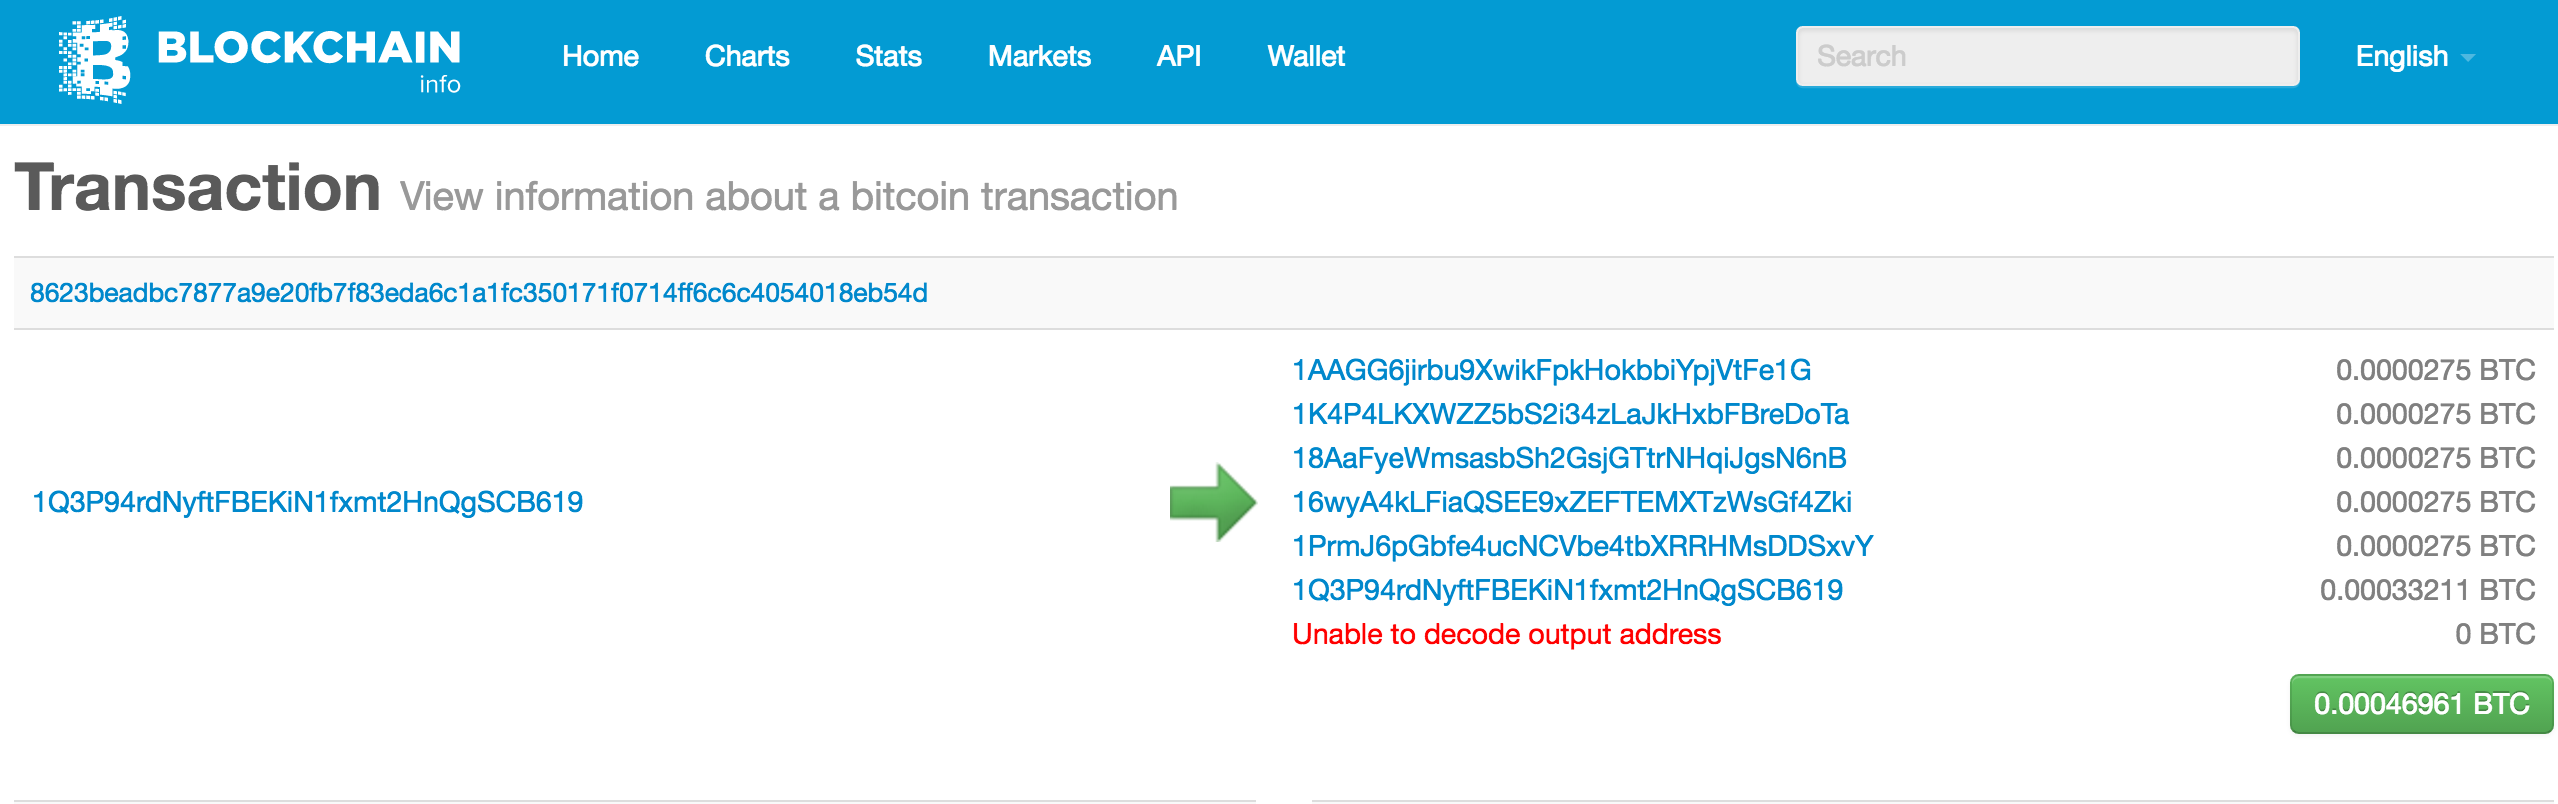 BLOCKCHAIN
info
Home Charts Stats Markets API Wallet Search English
Transaction View information about a bitcoin transaction
8623beadbc7877a9e20fb7f83eda6c1a1fc350171f0714ff6c6c4054018eb54d
1AAGG6jirbu9XwikFpkHokbbiYpjVtFe1G 0.0000275 BTC
1K4P4LKXWZZ5bS2i34zLaJkHxbFBreDoTa 0.0000275 BTC
18AaFyeWmsasbSh2GsjGTtrNHqiJgsN6nB 0.0000275 BTC
1Q3P94rdNyftFBEKiN1fxmt2HnQgSCB619 16wyA4kLFiaQSEE9xZEFTEMXTzWsGf4Zki 0.0000275 BTC
1PrmJ6pGbfe4ucNCVbe4tbXRRHMsDDSxvY 0.0000275 BTC
1Q3P94rdNyftFBEKiN1fxmt2HnQgSCB619 0.00033211 BTC
Unable to decode output address 0 BTC
0.00046961 BTC